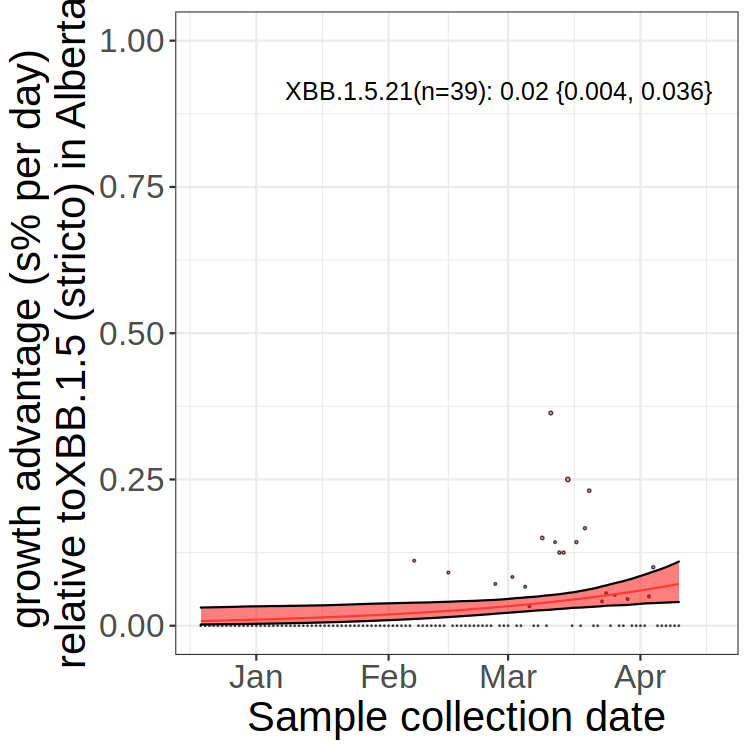 growth advantage (s% per day)
relative toXBB.1.5 (stricto) in Alberta
1.00
0.75
0.50
0.25
0.00
XBB.1.5.21(n=39): 0.02 {0.004, 0.036}
Jan Feb Mar Apr
Sample collection date